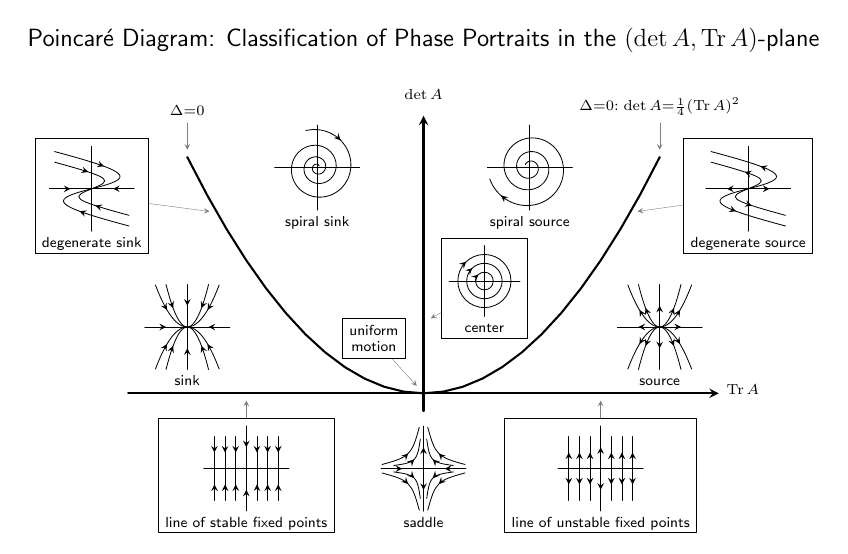 Poincaré Diagram: Classification of Phase Portraits in the (det A, Tr A)-plane
det A
Δ=0
Δ=0: det A=¼(Tr A)²
degenerate sink
spiral sink
spiral source
degenerate source
center
uniform
motion
sink
source
Tr A
line of stable fixed points
saddle
line of unstable fixed points